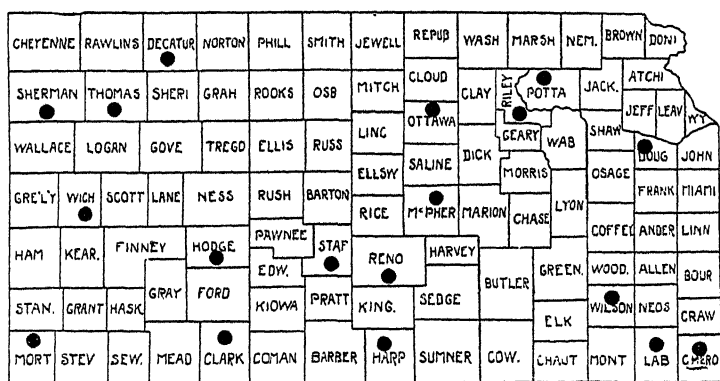 CHEYENNE RAWLINS DECATUR NORTON PHILL SMITH JEWELL REPUB WASH MARSH NEM. BROWN DONI
SHERMAN THOMAS SHERI GRAH ROOKS OSB MITCH CLOUD CLAY RILEY POTTA JACK. ATCHI
OTTAWA JEFF LEAV WY
WALLACE LOGAN GOVE TREGO ELLIS RUSS LINC SALINE DICK GEARY WAB SHAW DOUG JOHN
ELLSW MORRIS OSAGE
GRE'L'Y WICH SCOTT LANE NESS RUSH BARTON RICE McPHER MARION CHASE LYON FRANK MIAMI
HAM KEAR. FINNEY HODGE PAWNEE STAF RENO HARVEY COFFEE ANDER LINN
EDW. BUTLER GREEN. WOOD. ALLEN BOUR
STAN. GRANT HASK. GRAY FORD KIOWA PRATT KING. SEDGE ELK WILSON NEOS CRAW
MORT STEV SEW. MEAD CLARK COMAN BARBER HARP SUMNER COW. CHAUT MONT LAB CHERO